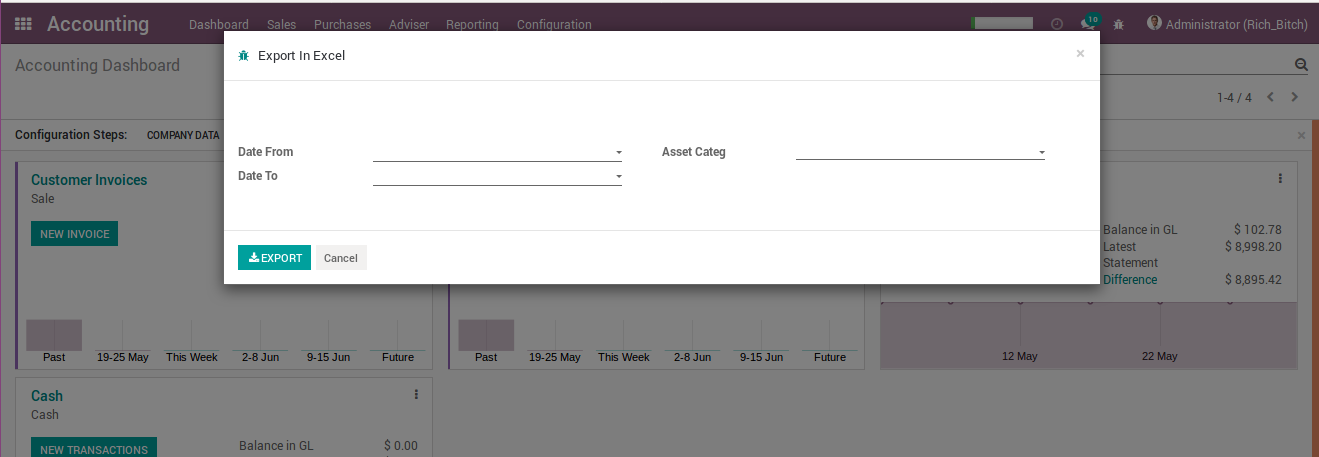 Accounting Dashboard Sales Purchases Adviser Reporting Configuration 10 Administrator (Rich_Bitch)
Accounting Dashboard
1-4 / 4
Configuration Steps: COMPANY DATA
×
Export In Excel
×
Date From
Asset Categ
Date To
EXPORT Cancel
Customer Invoices
Sale
NEW INVOICE
Past 19-25 May This Week 2-8 Jun 9-15 Jun Future
Past 19-25 May This Week 2-8 Jun 9-15 Jun Future
Balance in GL $ 102.78
Latest $ 8,998.20
Statement
Difference $ 8,895.42
12 May 22 May
Cash
Cash
NEW TRANSACTIONS
Balance in GL $ 0.00